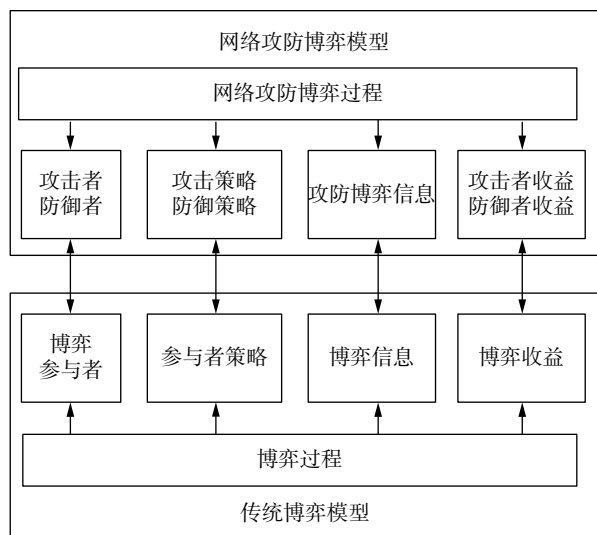 网络攻防博弈模型
网络攻防博弈过程
攻击者
防御者
攻击策略
防御策略
攻防博弈信息
攻击者收益
防御者收益
博弈
参与者
参与者策略
博弈信息
博弈收益
博弈过程
传统博弈模型